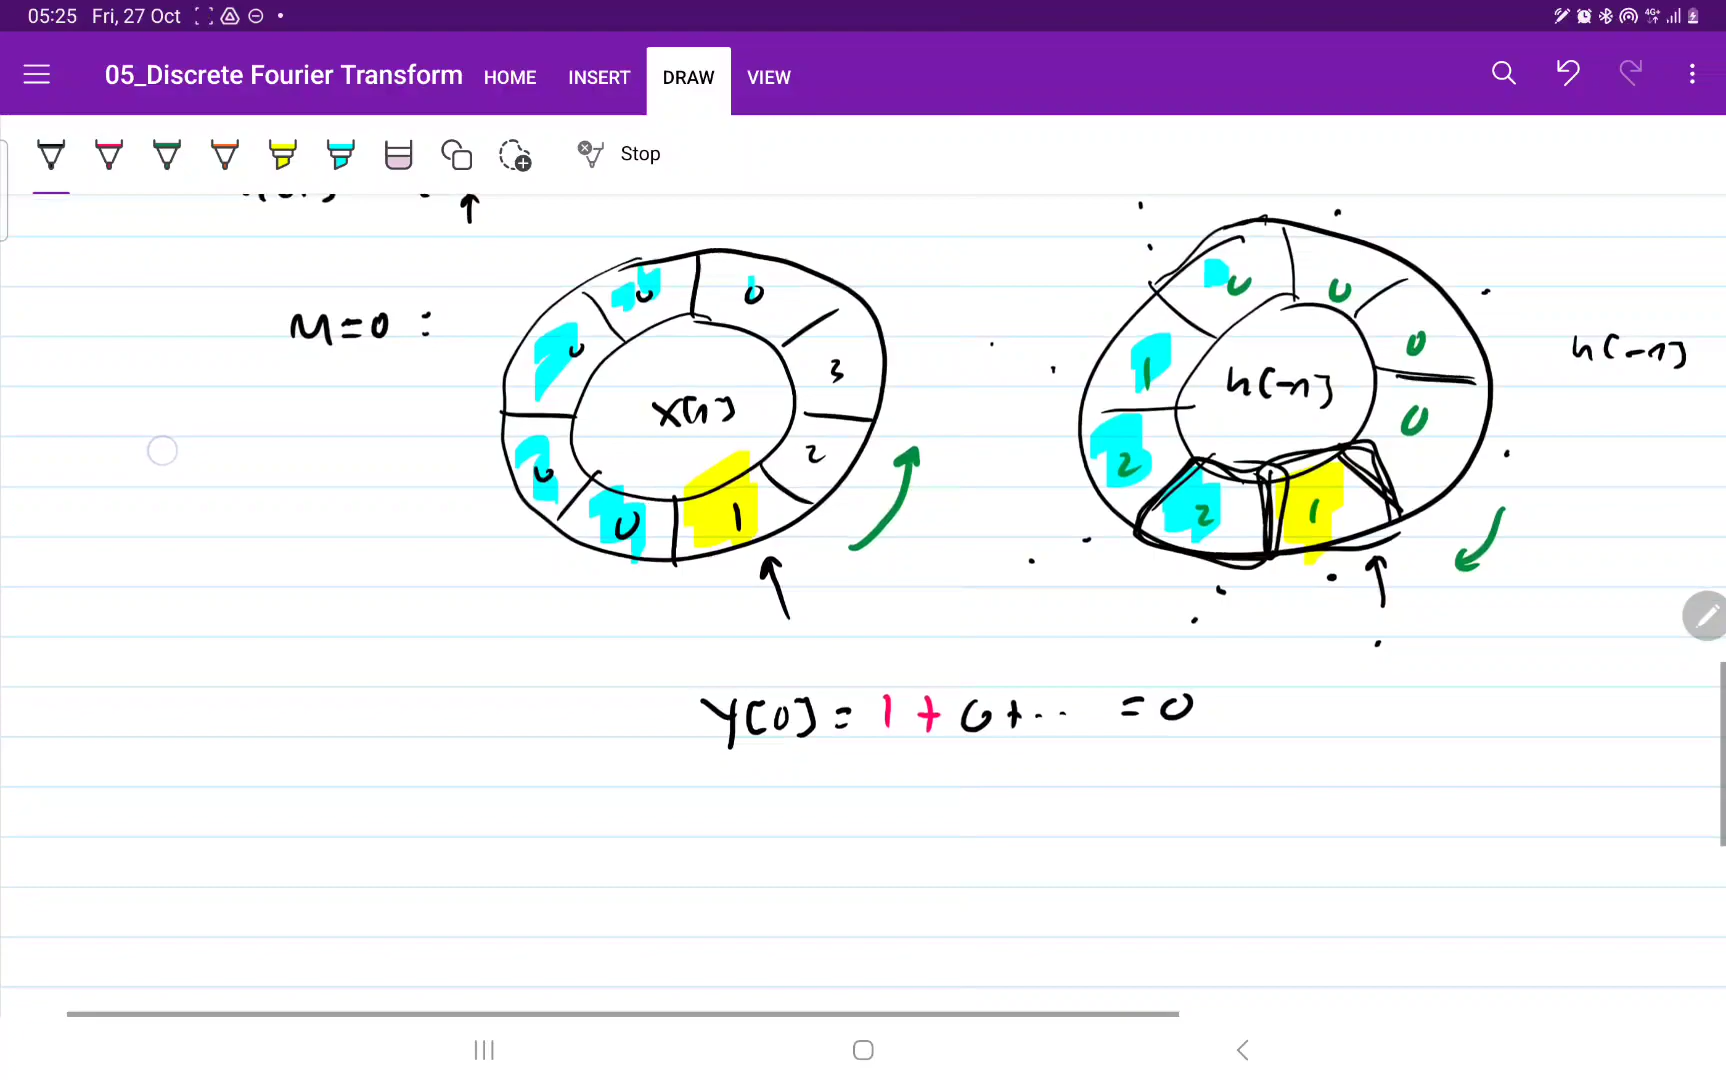 05:25 Fri, 27 Oct
4G+
05_Discrete Fourier Transform HOME INSERT DRAW VIEW
Stop
M=0 :
0 0 3 2 1 0 0 0
x[n]
0 0 0 0 1 2 2 1
h[-n]
h[-n]
Y[0] = 1 + 0 + .. = 0